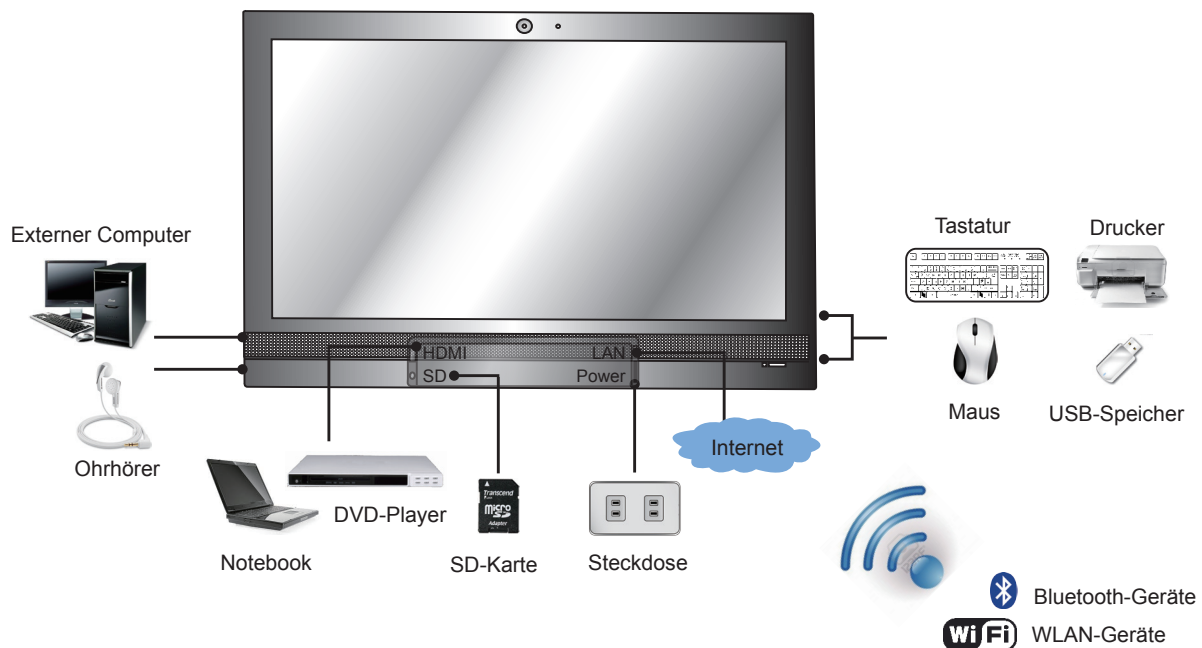 Externer Computer
Tastatur
Drucker
HDMI
LAN
SD
Power
Maus
USB-Speicher
Internet
Ohrhörer
Transcend
Micro
SD
Adapter
DVD-Player
Notebook
SD-Karte
Steckdose
Bluetooth-Geräte
WiFi
WLAN-Geräte